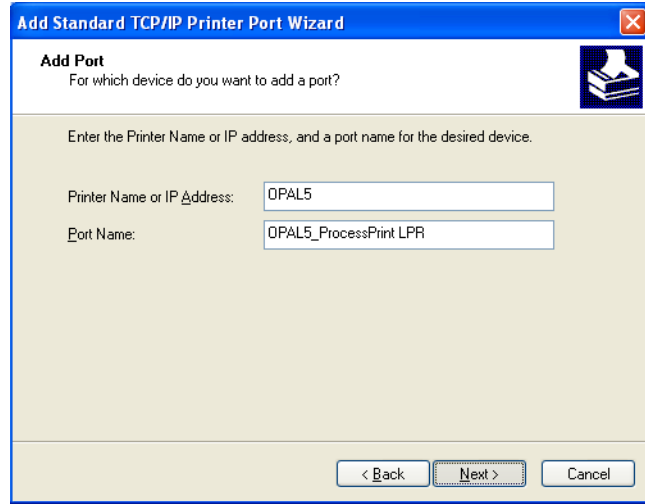 Add Standard TCP/IP Printer Port Wizard
Add Port
For which device do you want to add a port?
Enter the Printer Name or IP address, and a port name for the desired device.
Printer Name or IP Address: OPAL5
Port Name: OPAL5_ProcessPrint LPR
< Back Next > Cancel